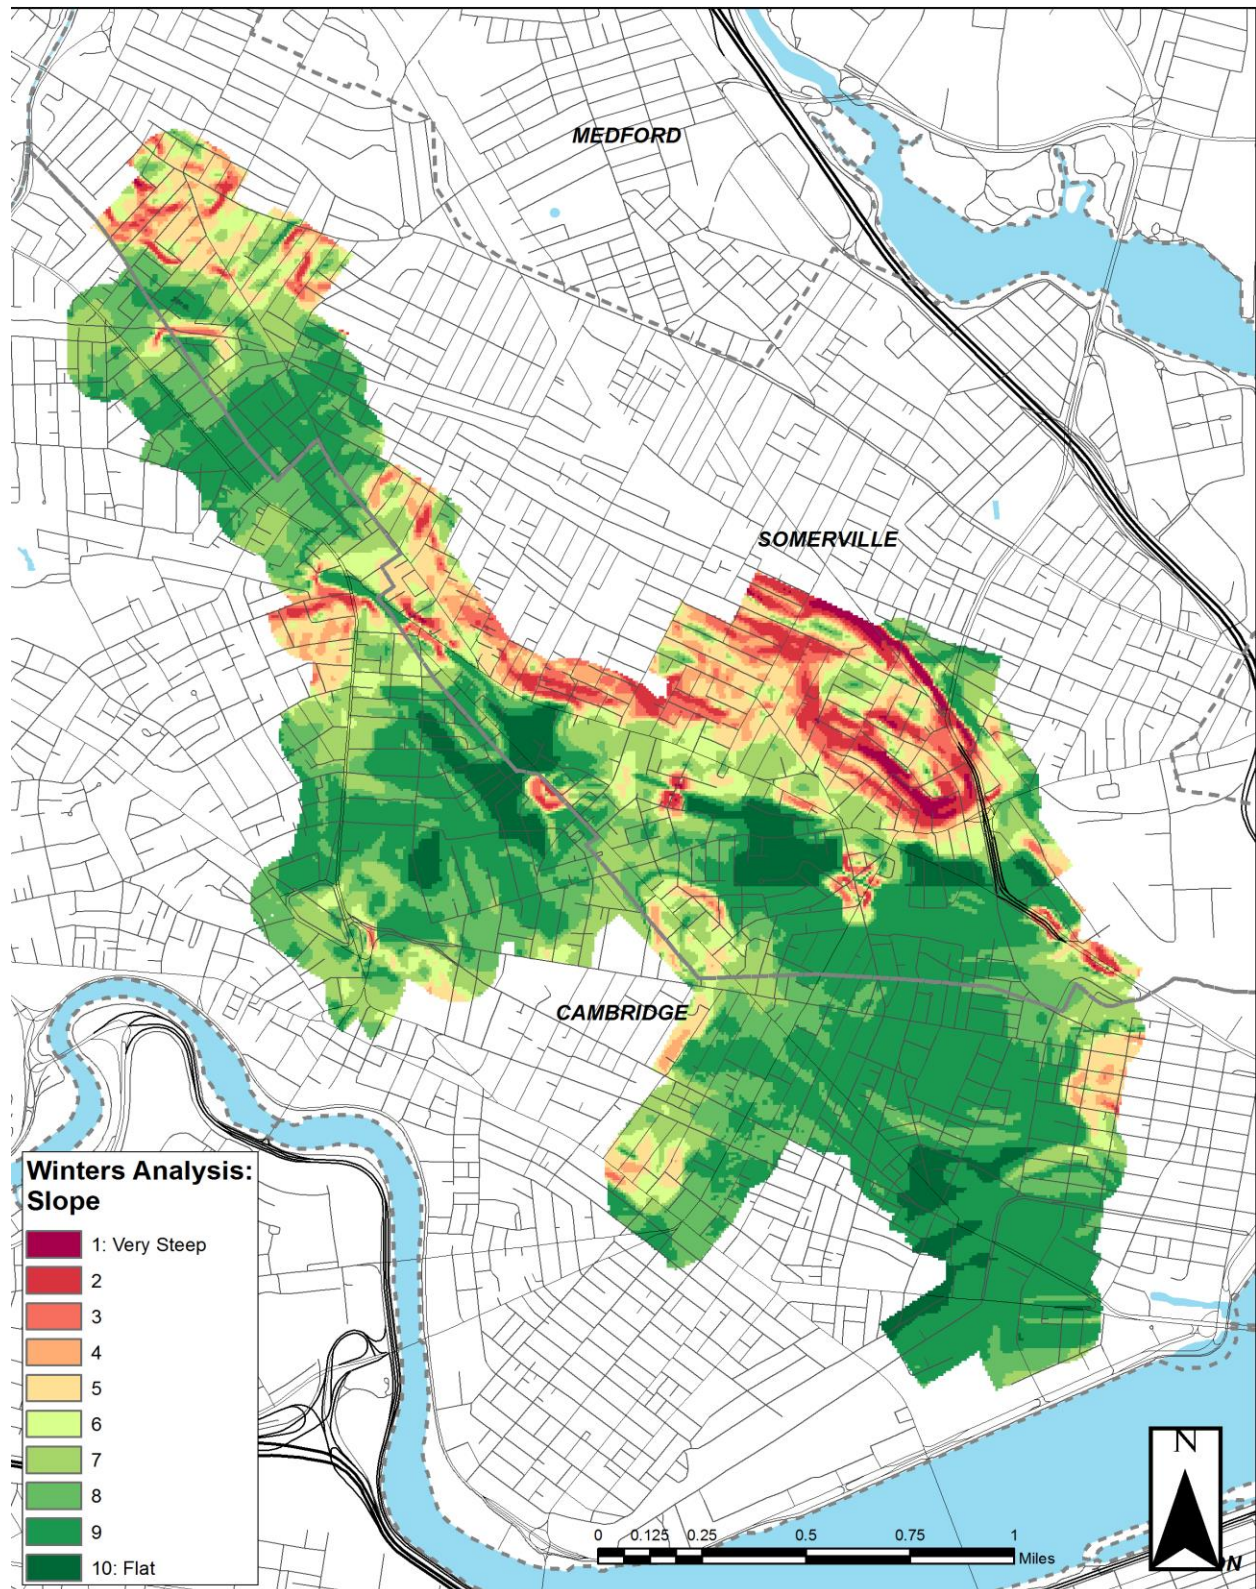 MEDFORD
SOMERVILLE
CAMBRIDGE
Winters Analysis:
Slope
1: Very Steep
2
3
4
5
6
7
8
9
10: Flat
0 0.125 0.25 0.5 0.75 1
Miles
N
ON